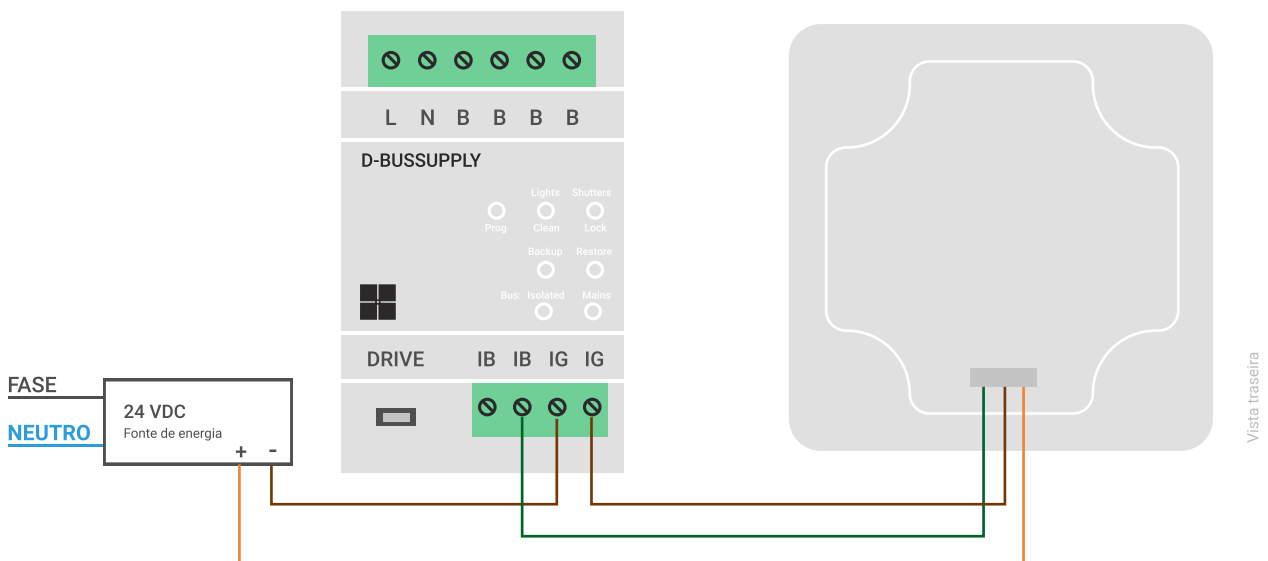 L N B B B B
D-BUSSUPPLY
Lights Shutters
Prog Clean Lock
Backup Restore
Bus: Isolated Mains
DRIVE IB IB IG IG
FASE
NEUTRO
24 VDC
Fonte de energia
+ -
Vista traseira